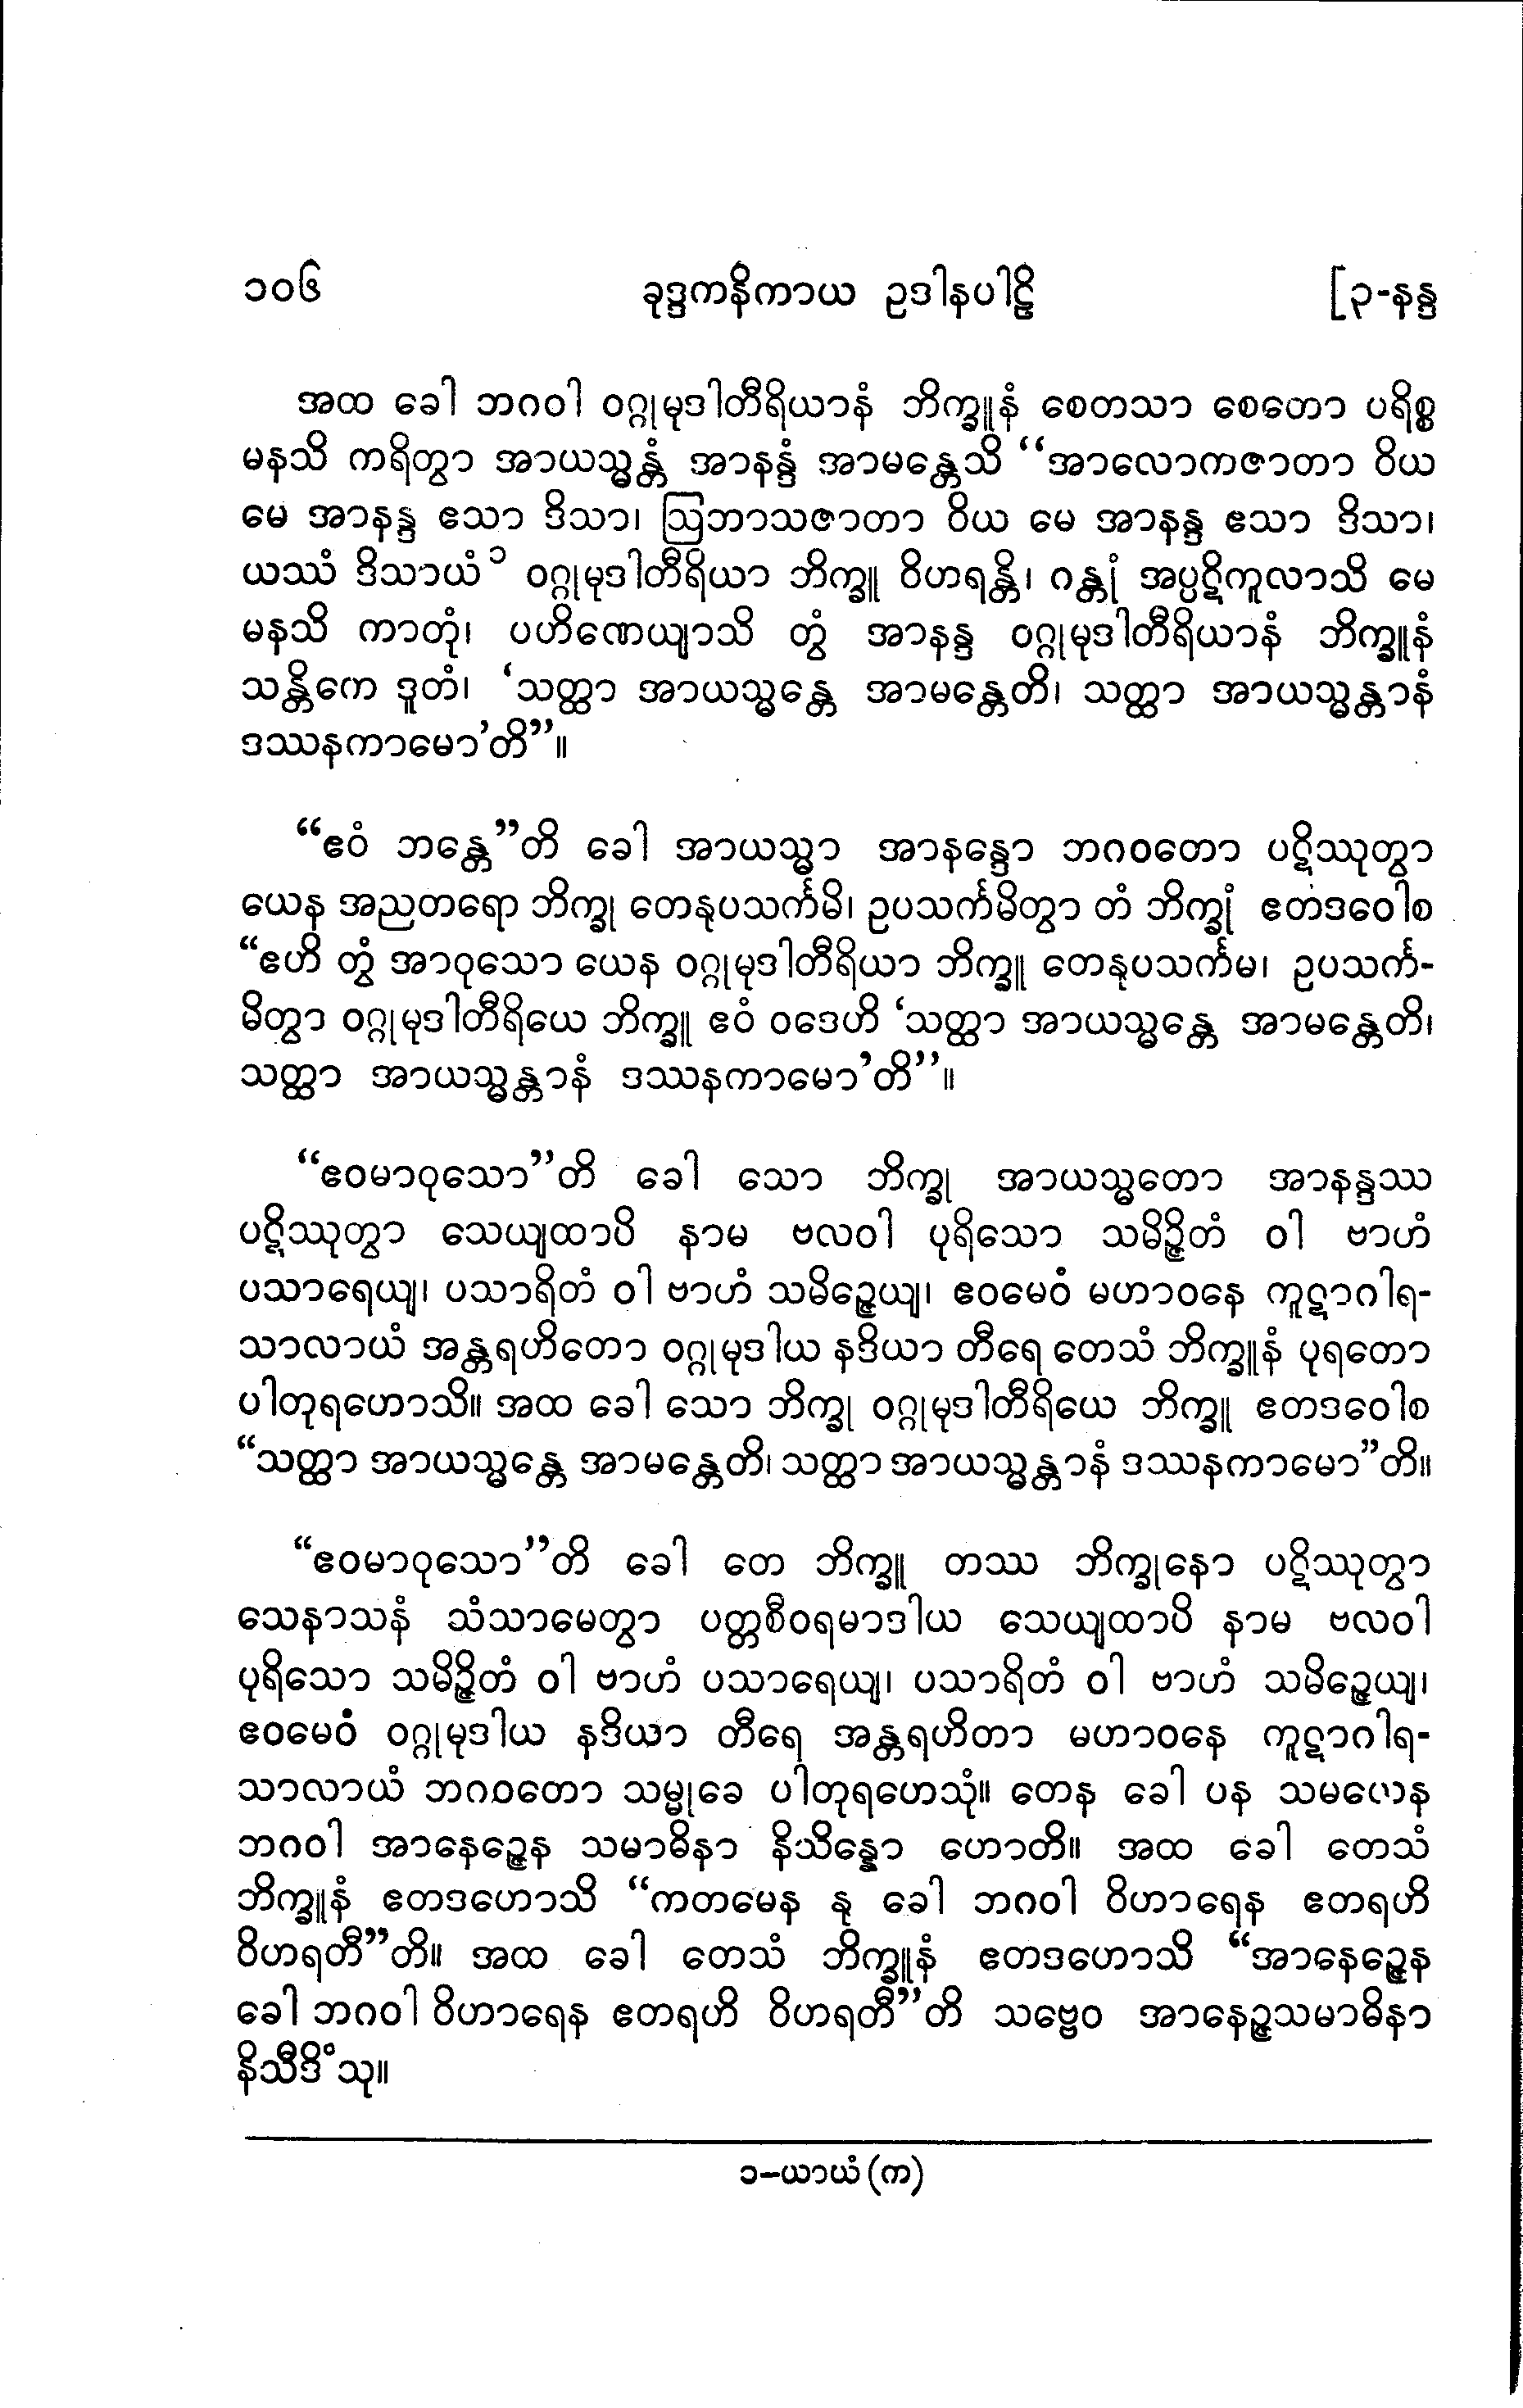 ၁၀၆ ခုဒ္ဒကနိကာယ ဥဒါနပါဠိ [၃-နန္ဒ
အထ ခေါ ဘဂဝါ ဝဂ္ဂုမုဒါတီရိယာနံ ဘိက္ခူနံ စေတသာ စေတော ပရိစ္စ
မနသိ ကရိတွာ အာယသ္မန္တံ အာနန္ဒံ အာမန္တေသိ “အာလောကဇာတာ ဝိယ
မေ အာနန္ဒ ဧသာ ဒိသာ၊ ဩဘာသဇာတာ ဝိယ မေ အာနန္ဒ ဧသာ ဒိသာ၊
ယဿံ ဒိသာယံ ၁ ဝဂ္ဂုမုဒါတီရိယာ ဘိက္ခူ ဝိဟရန္တိ၊ ဂန္တုံ အပ္ပဋိကူလာသိ မေ
မနသိ ကာတုံ၊ ပဟိဏေယျာသိ တွံ အာနန္ဒ ဝဂ္ဂုမုဒါတီရိယာနံ ဘိက္ခူနံ
သန္တိကေ ဒူတံ၊ ‘သတ္ထာ အာယသ္မန္တေ အာမန္တေတိ၊ သတ္ထာ အာယသ္မန္တာနံ
ဒဿနကာမော’တိ”။
“ဧဝံ ဘန္တေ”တိ ခေါ အာယသ္မာ အာနန္ဒော ဘဂဝတော ပဋိဿုတွာ
ယေန အညတရော ဘိက္ခု တေနုပသင်္ကမိ၊ ဥပသင်္ကမိတွာ တံ ဘိက္ခုံ ဧတဒဝေါစ
“ဧဟိ တွံ အာဝုသော ယေန ဝဂ္ဂုမုဒါတီရိယာ ဘိက္ခူ တေနုပသင်္ကမ၊ ဥပသင်္က-
မိတွာ ဝဂ္ဂုမုဒါတီရိယေ ဘိက္ခူ ဧဝံ ဝဒေဟိ ‘သတ္ထာ အာယသ္မန္တေ အာမန္တေတိ၊
သတ္ထာ အာယသ္မန္တာနံ ဒဿနကာမော’တိ”။
“ဧဝမာဝုသော”တိ ခေါ သော ဘိက္ခု အာယသ္မတော အာနန္ဒဿ
ပဋိဿုတွာ သေယျထာပိ နာမ ဗလဝါ ပုရိသော သမိဉ္ဇိတံ ဝါ ဗာဟံ
ပသာရေယျ၊ ပသာရိတံ ဝါ ဗာဟံ သမိဉ္ဇေယျ၊ ဧဝမေဝံ မဟာဝနေ ကူဋာဂါရ-
သာလာယံ အန္တရဟိတော ဝဂ္ဂုမုဒါယ နဒိယာ တီရေ တေသံ ဘိက္ခူနံ ပုရတော
ပါတုရဟောသိ။ အထ ခေါ သော ဘိက္ခု ဝဂ္ဂုမုဒါတီရိယေ ဘိက္ခူ ဧတဒဝေါစ
“သတ္ထာ အာယသ္မန္တေ အာမန္တေတိ၊ သတ္ထာ အာယသ္မန္တာနံ ဒဿနကာမော”တိ။
“ဧဝမာဝုသော”တိ ခေါ တေ ဘိက္ခူ တဿ ဘိက္ခုနော ပဋိဿုတွာ
သေနာသနံ သံသာမေတွာ ပတ္တစီဝရမာဒါယ သေယျထာပိ နာမ ဗလဝါ
ပုရိသော သမိဉ္ဇိတံ ဝါ ဗာဟံ ပသာရေယျ၊ ပသာရိတံ ဝါ ဗာဟံ သမိဉ္ဇေယျ၊
ဧဝမေဝံ ဝဂ္ဂုမုဒါယ နဒိယာ တီရေ အန္တရဟိတာ မဟာဝနေ ကူဋာဂါရ-
သာလာယံ ဘဂဝတော သမ္မုခေ ပါတုရဟေသုံ။ တေန ခေါ ပန သမယေန
ဘဂဝါ အာနေဉ္ဇေန သမာဓိနာ နိသိန္နော ဟောတိ။ အထ ခေါ တေသံ
ဘိက္ခူနံ ဧတဒဟောသိ “ကတမေန နု ခေါ ဘဂဝါ ဝိဟာရေန ဧတရဟိ
ဝိဟရတီ”တိ။ အထ ခေါ တေသံ ဘိက္ခူနံ ဧတဒဟောသိ “အာနေဉ္ဇေန
ခေါ ဘဂဝါ ဝိဟာရေန ဧတရဟိ ဝိဟရတီ”တိ သဗ္ဗေဝ အာနေဉ္ဇသမာဓိနာ
နိသီဒိံသု။
၁-ယာယံ (က)